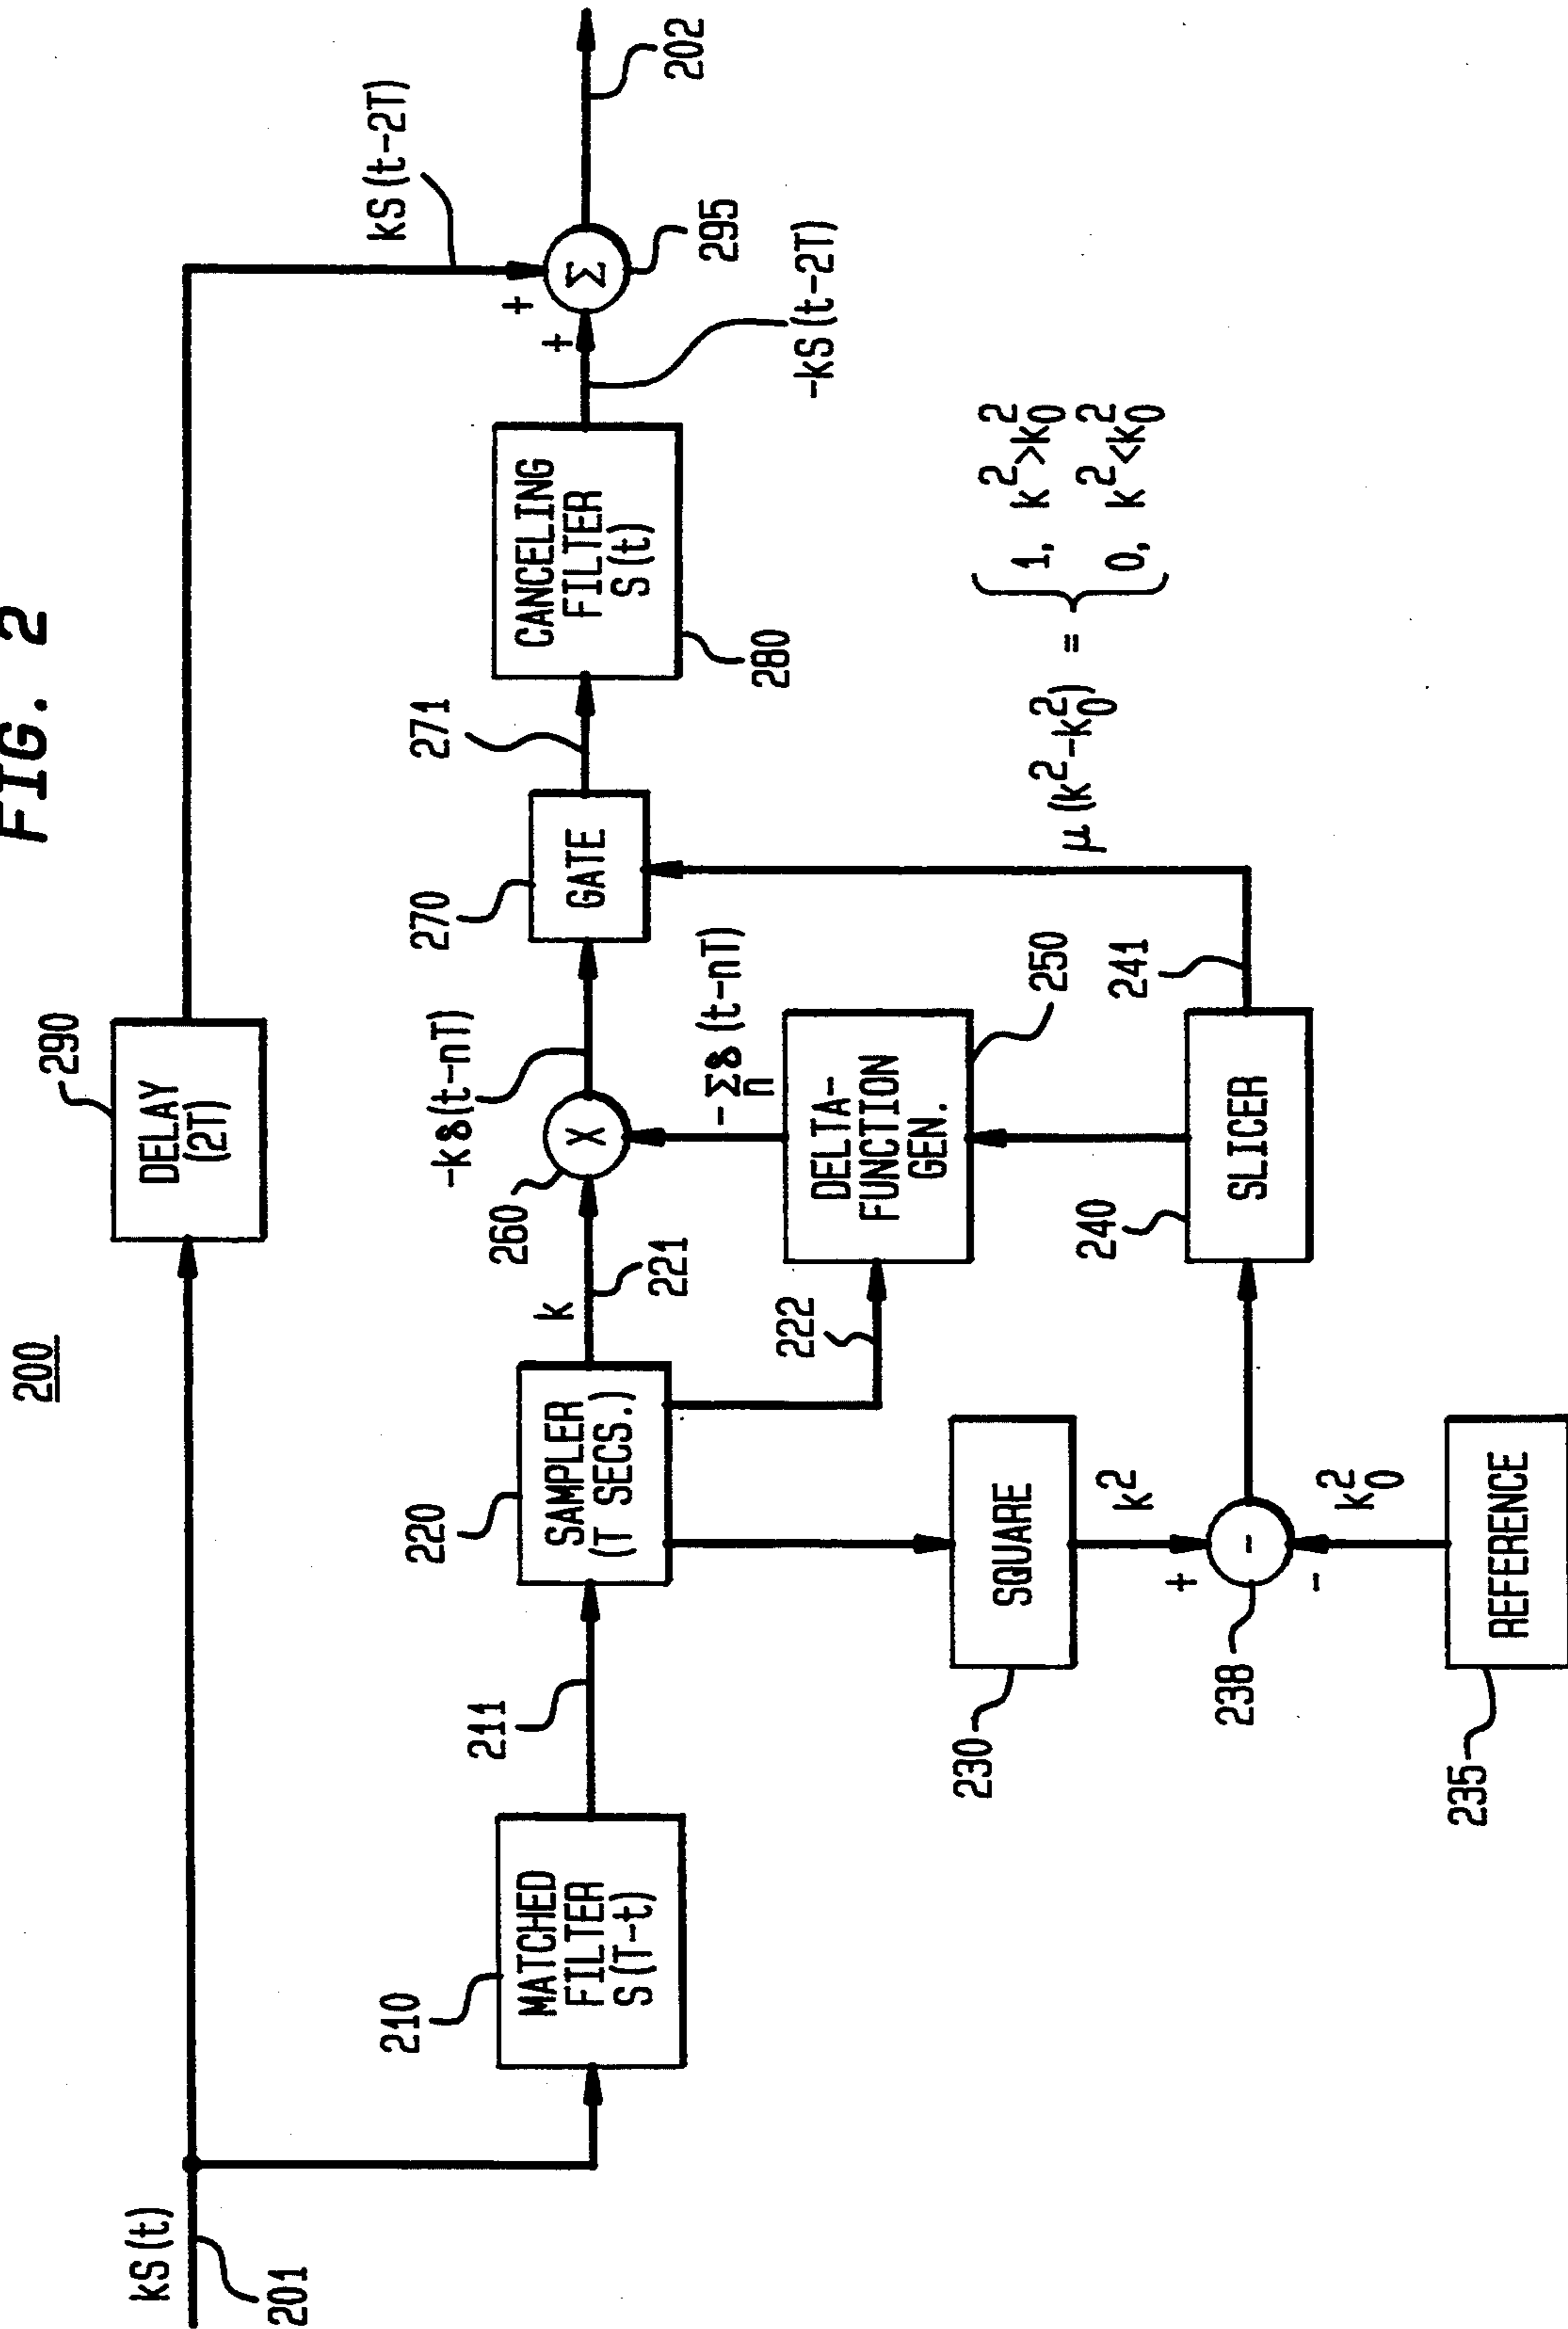 FIG. 2
200
kS(t)
201
290
DELAY
(2T)
kS(t-2T)
210
MATCHED
FILTER
S(T-t)
211
220
SAMPLER
(T SECS.)
k
221
222
260
X
-kδ(t-nT)
270
GATE
271
CANCELING
FILTER
S(t)
280
-kS(t-2T)
+
+
Σ
295
202
-Σδ(t-nT)
n
DELTA-
FUNCTION
GEN.
250
230
SQUARE
k²
+
-
238
-
k₀²
REFERENCE
235
240
SLICER
241
μ(k²-k₀²) = { 1, k²>k₀²
0, k²<k₀²